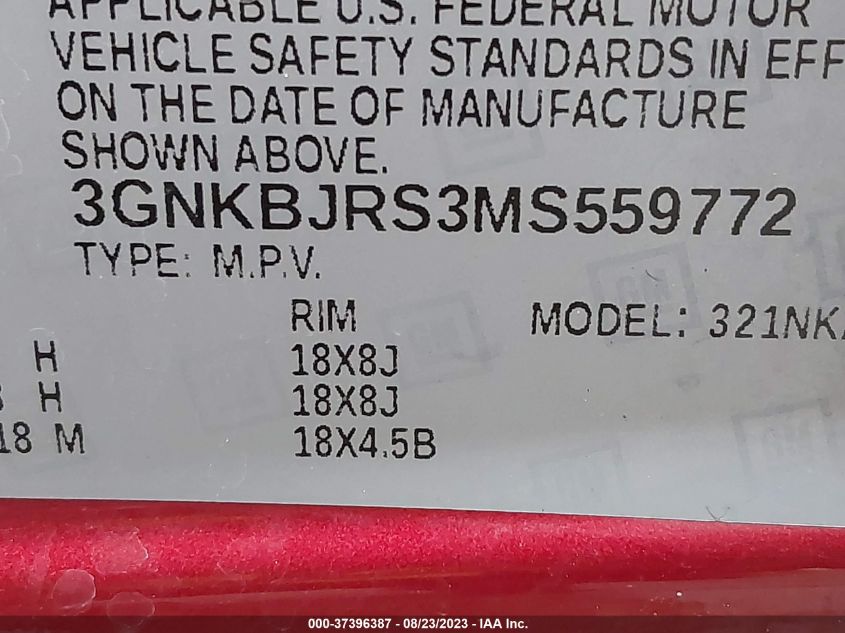 APPLICABLE U.S. FEDERAL MOTOR
VEHICLE SAFETY STANDARDS IN EFF
ON THE DATE OF MANUFACTURE
SHOWN ABOVE.
3GNKBJRS3MS559772
TYPE: M.P.V.
RIM MODEL: 321NK
H 18X8J
H 18X8J
18 M 18X4.5B
000-37396387 - 08/23/2023 - IAA Inc.